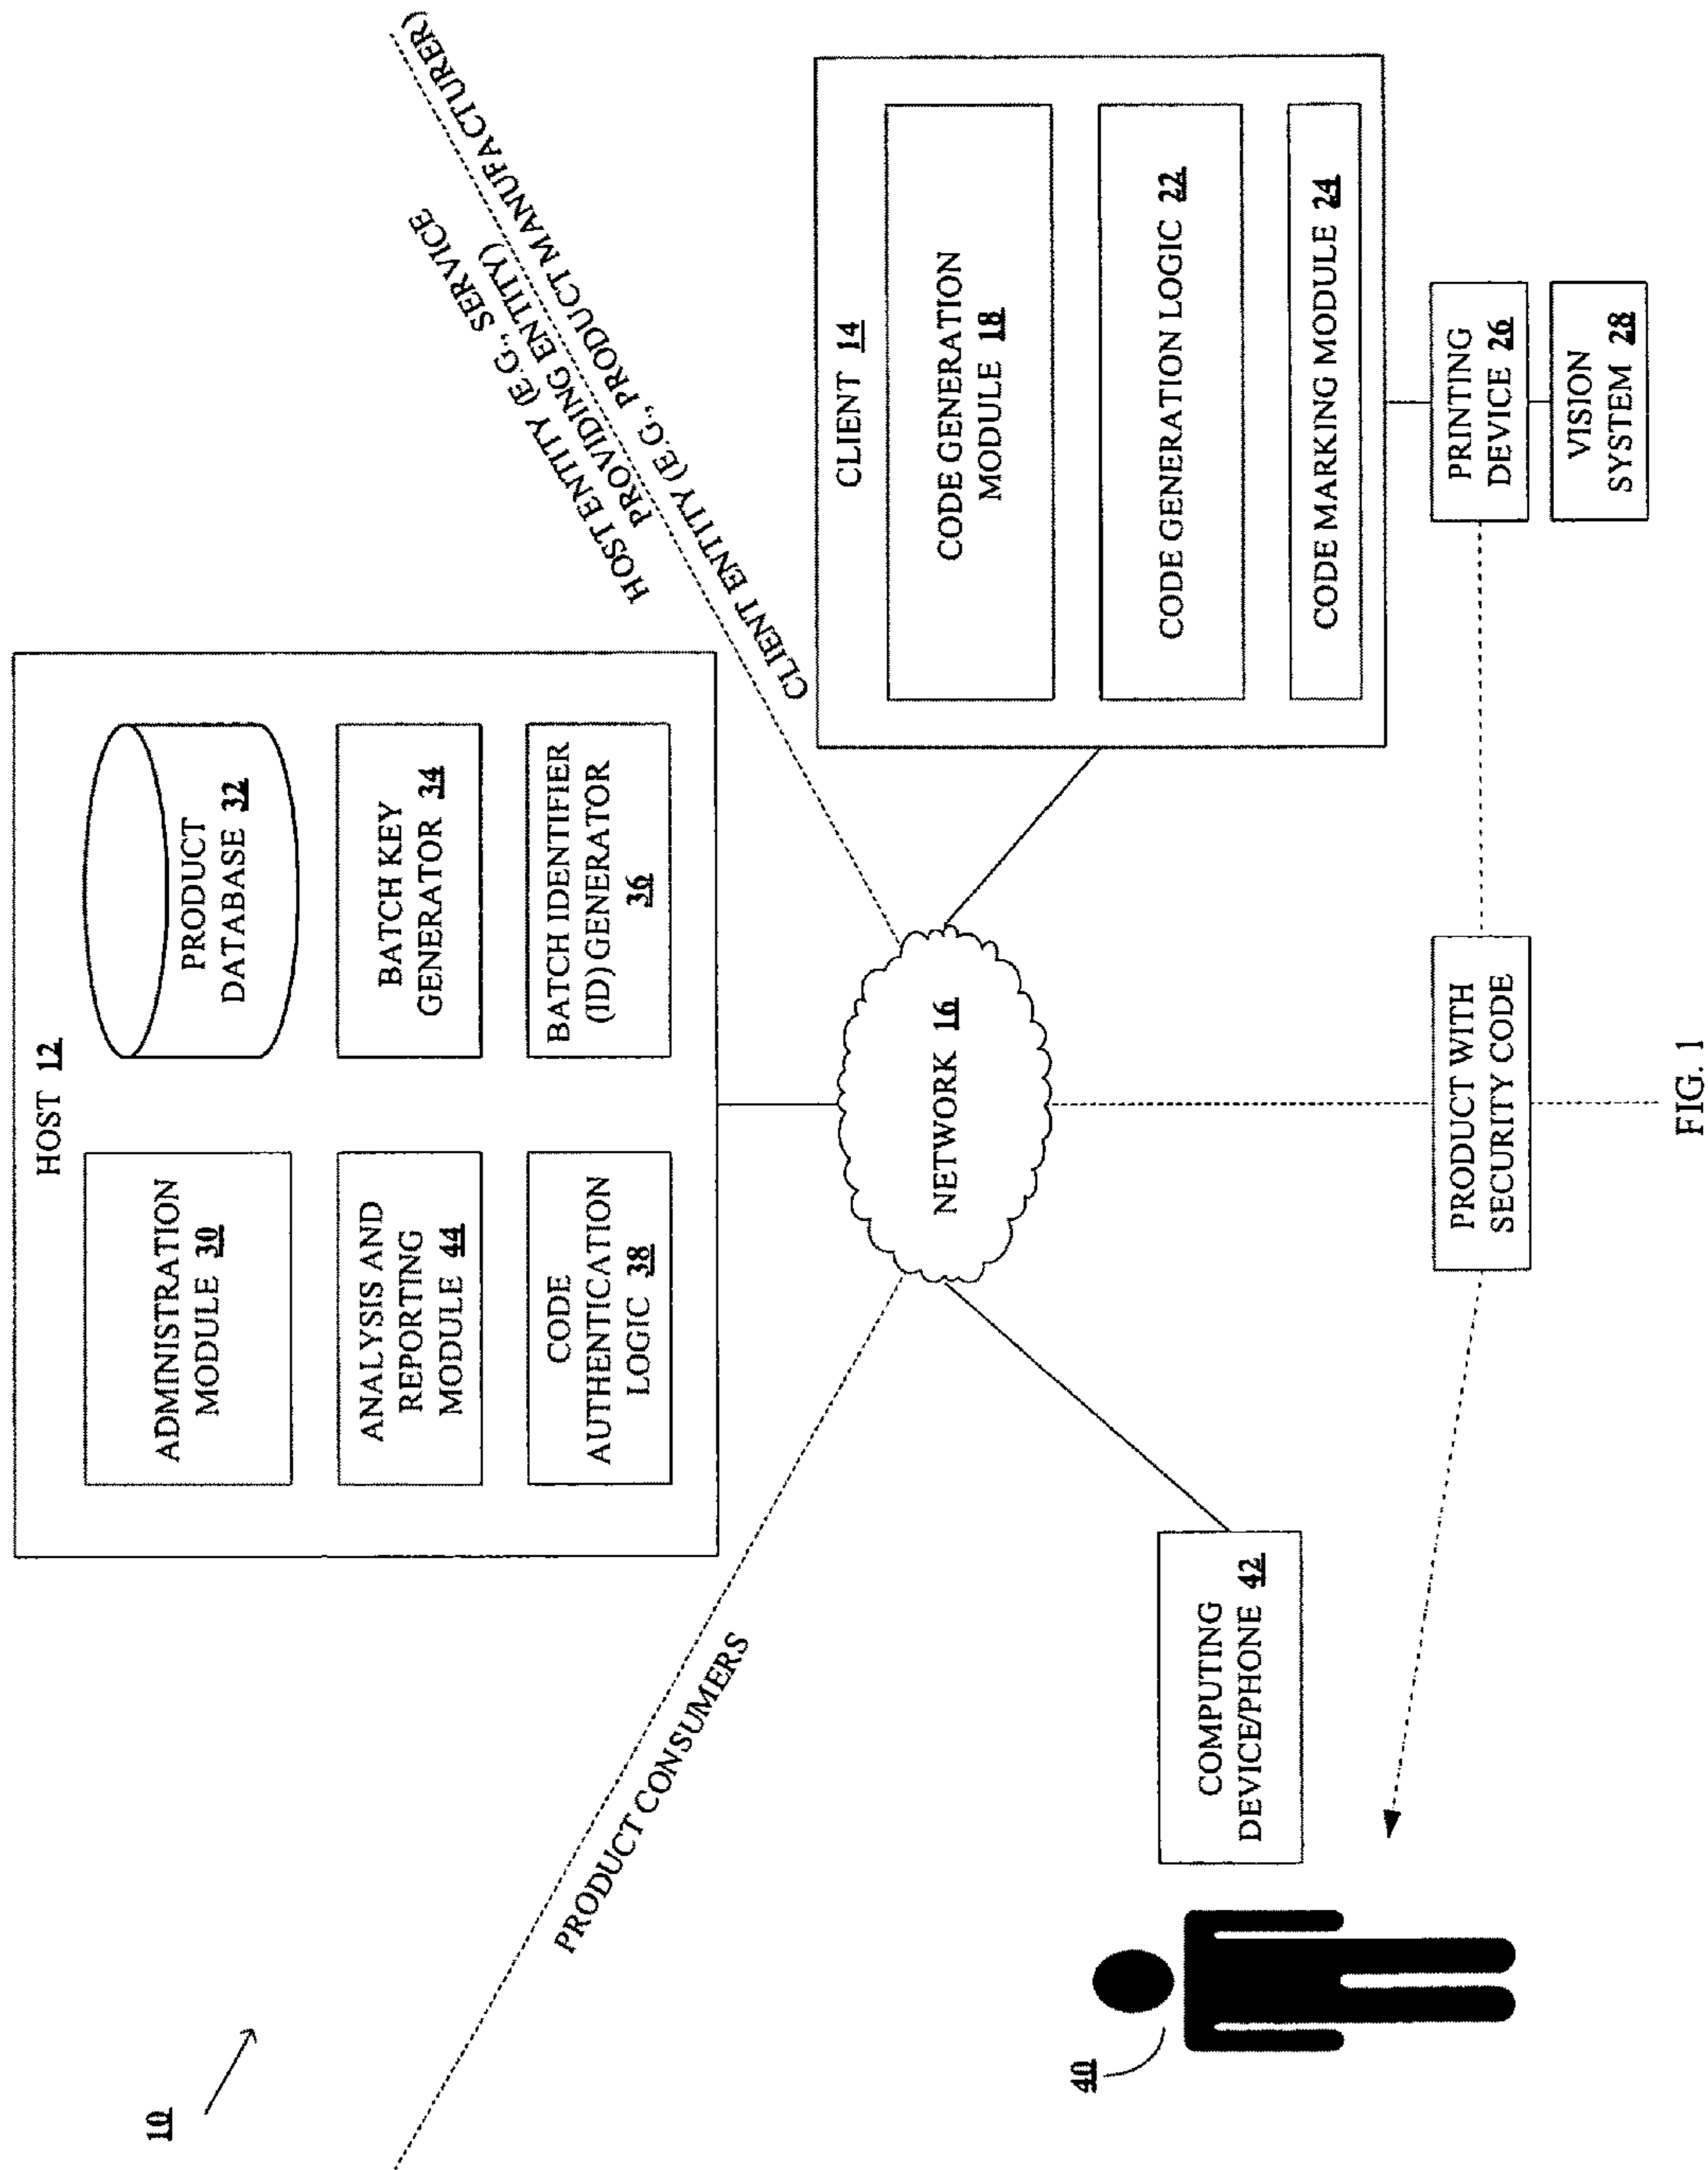 10
HOST 12
ADMINISTRATION
MODULE 30
PRODUCT
DATABASE 32
ANALYSIS AND
REPORTING
MODULE 44
BATCH KEY
GENERATOR 34
CODE
AUTHENTICATION
LOGIC 38
BATCH IDENTIFIER
(ID) GENERATOR
36
PRODUCT CONSUMERS
HOST ENTITY (E.G., SERVICE
PROVIDING ENTITY)
CLIENT ENTITY (E.G., PRODUCT MANUFACTURER)
NETWORK 16
CLIENT 14
CODE GENERATION
MODULE 18
CODE GENERATION LOGIC 22
CODE MARKING MODULE 24
40
COMPUTING
DEVICE/PHONE 42
PRODUCT WITH
SECURITY CODE
PRINTING
DEVICE 26
VISION
SYSTEM 28
FIG. 1